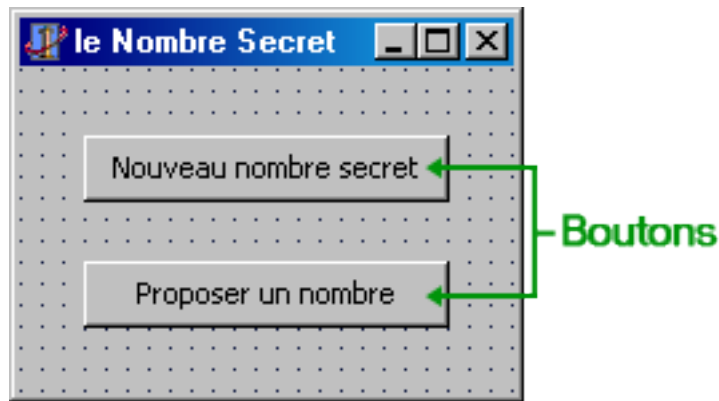 le Nombre Secret
Nouveau nombre secret
Boutons
Proposer un nombre